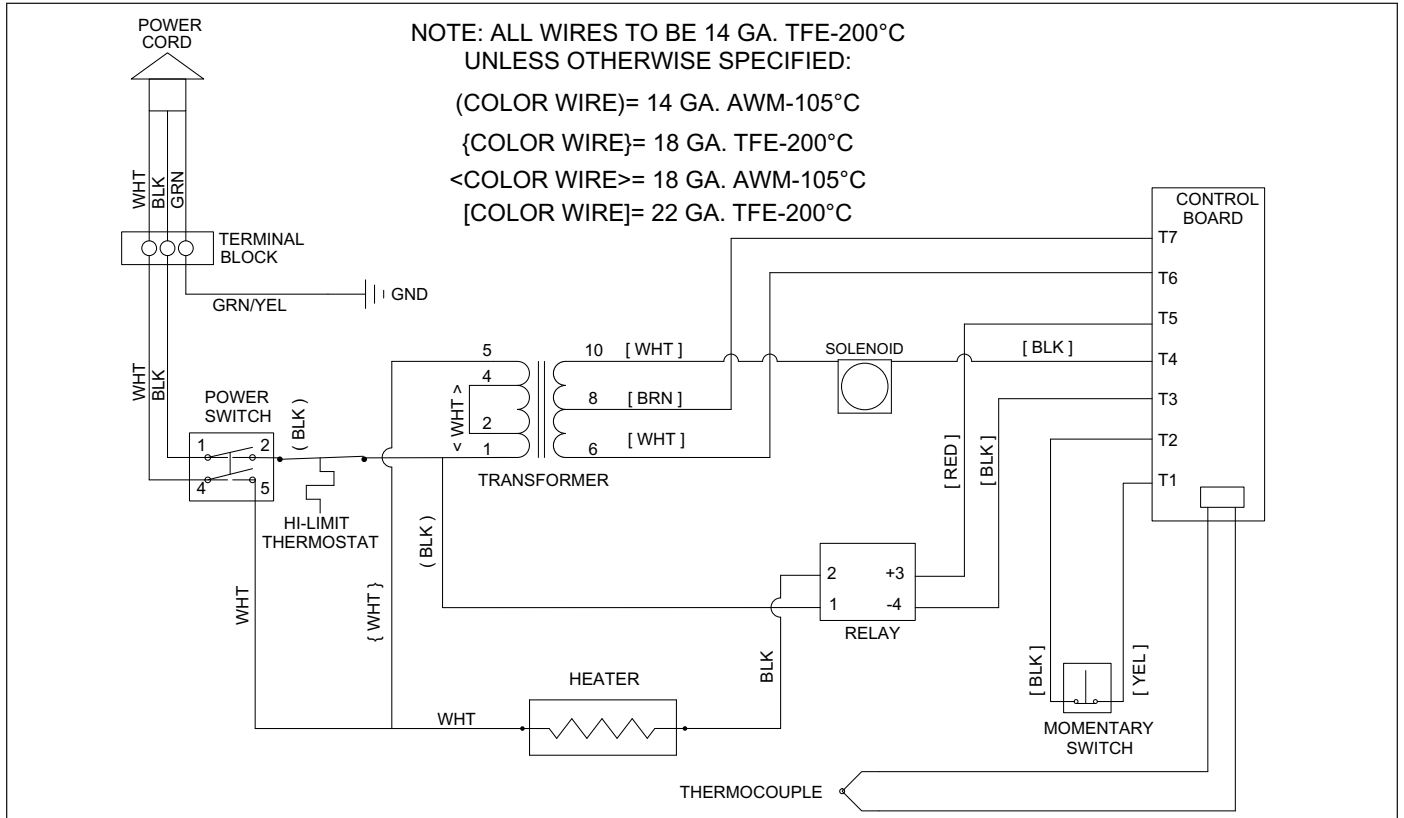 POWER
CORD
NOTE: ALL WIRES TO BE 14 GA. TFE-200°C
UNLESS OTHERWISE SPECIFIED:
(COLOR WIRE)= 14 GA. AWM-105°C
{COLOR WIRE}= 18 GA. TFE-200°C
<COLOR WIRE>= 18 GA. AWM-105°C
[COLOR WIRE]= 22 GA. TFE-200°C
WHT
BLK
GRN
TERMINAL
BLOCK
GRN/YEL
GND
CONTROL
BOARD
T7
T6
T5
T4
T3
T2
T1
WHT
BLK
POWER
SWITCH
1
2
4
5
( BLK )
HI-LIMIT
THERMOSTAT
5
4
2
1
< WHT >
10
8
6
[ WHT ]
[ BRN ]
[ WHT ]
TRANSFORMER
SOLENOID
[ BLK ]
[ RED ]
[ BLK ]
WHT
{ WHT }
( BLK )
2
+3
1
-4
RELAY
BLK
HEATER
WHT
[ BLK ]
[ YEL ]
MOMENTARY
SWITCH
THERMOCOUPLE